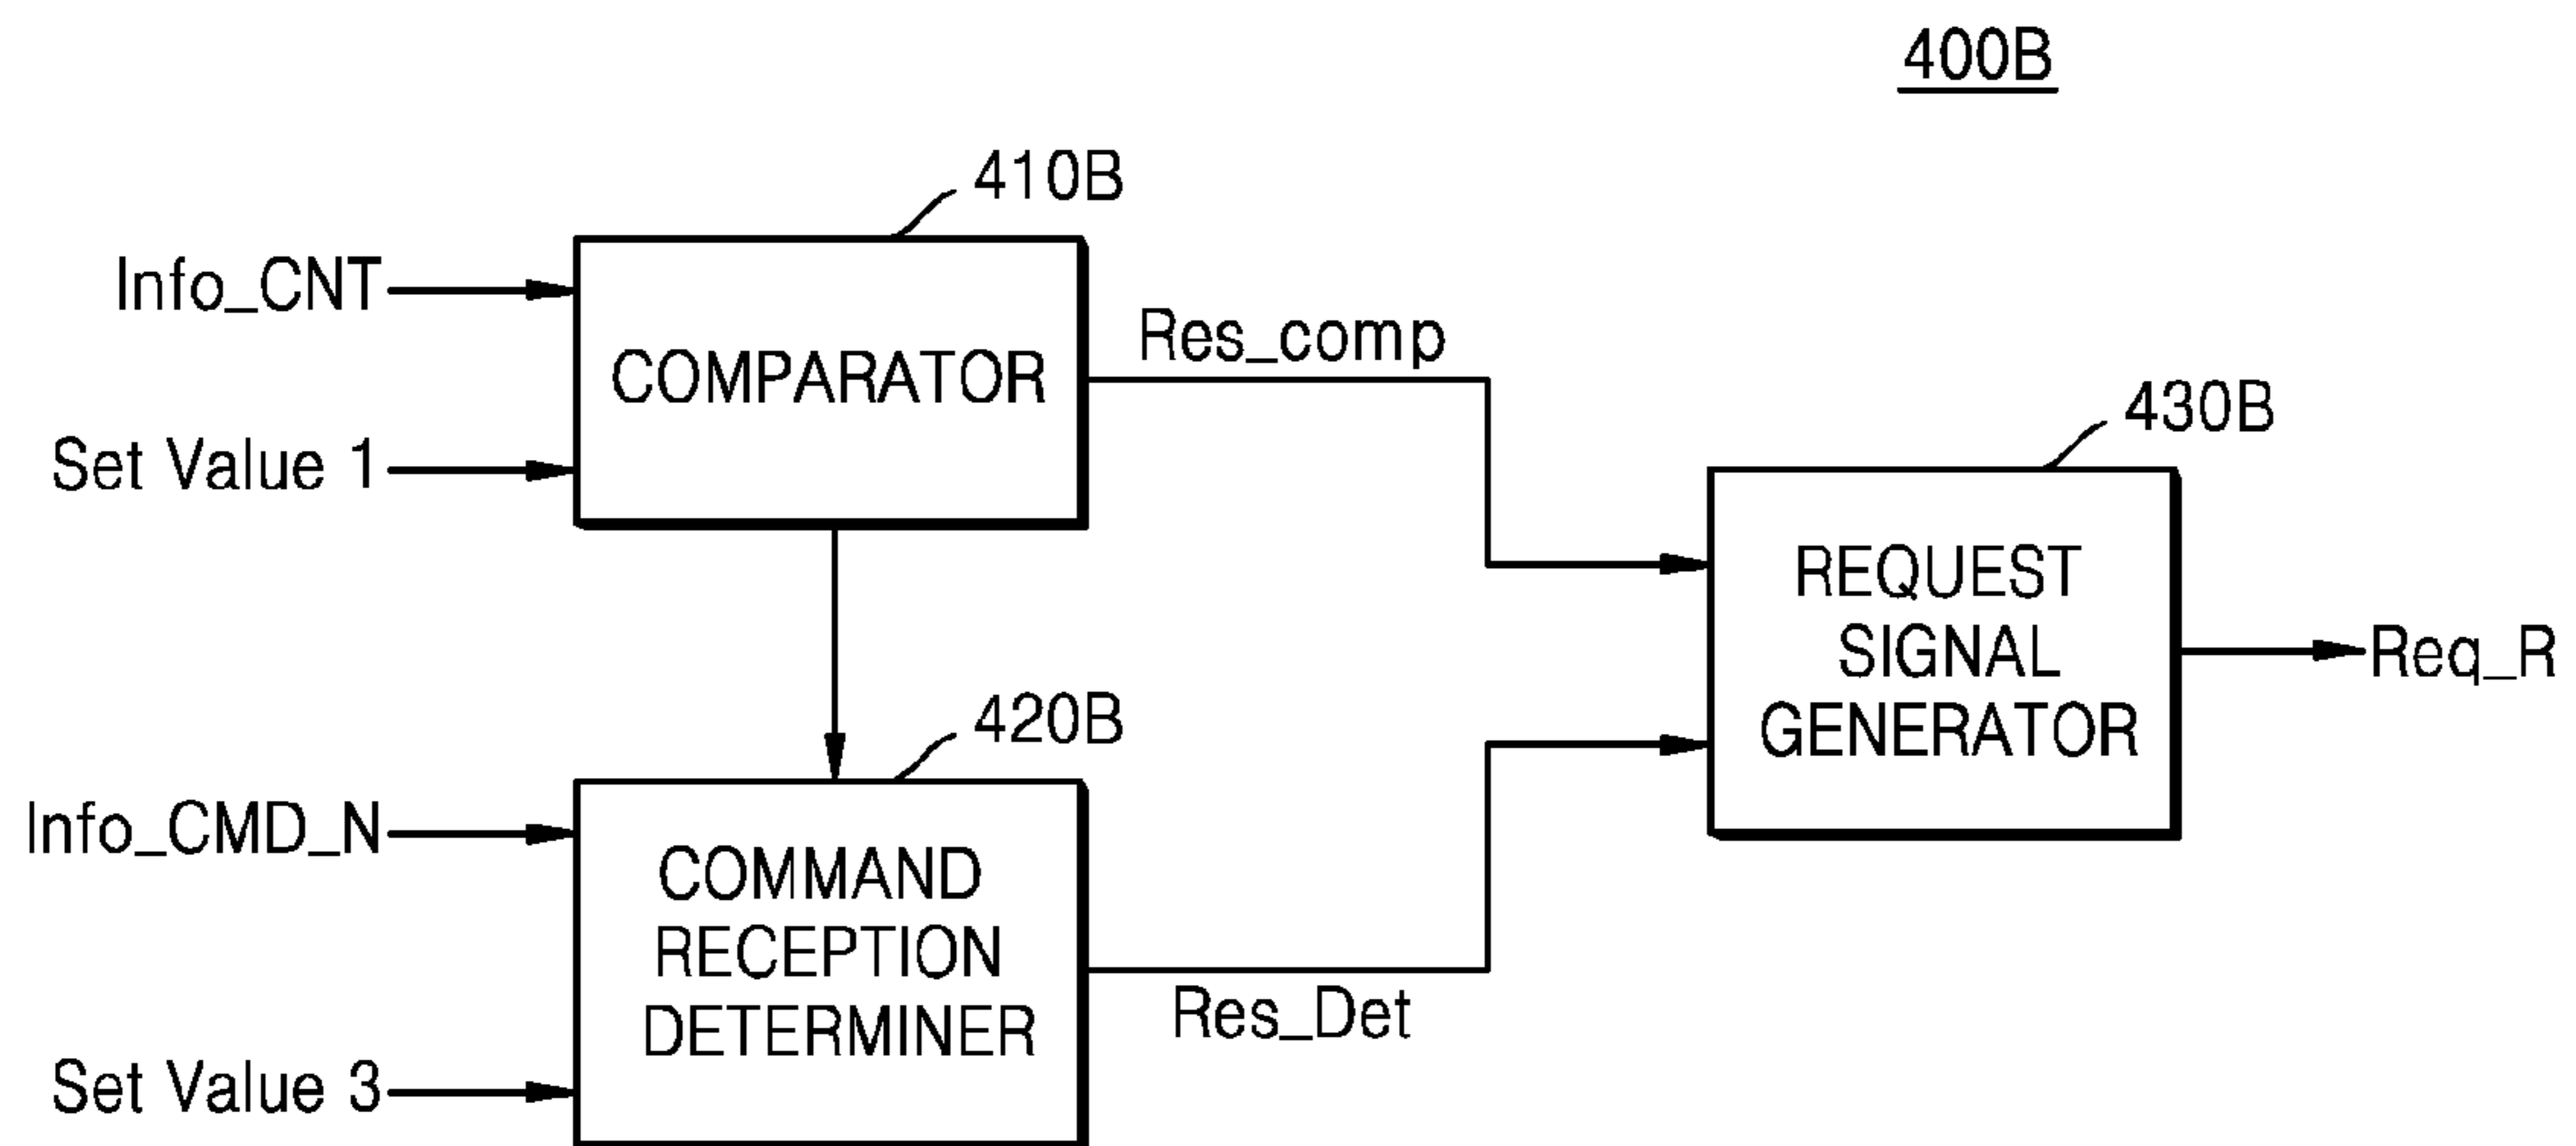 400B
410B
Info_CNT
COMPARATOR
Res_comp
Set Value 1
430B
REQUEST
SIGNAL
GENERATOR
Req_R
420B
Info_CMD_N
COMMAND
RECEPTION
DETERMINER
Res_Det
Set Value 3